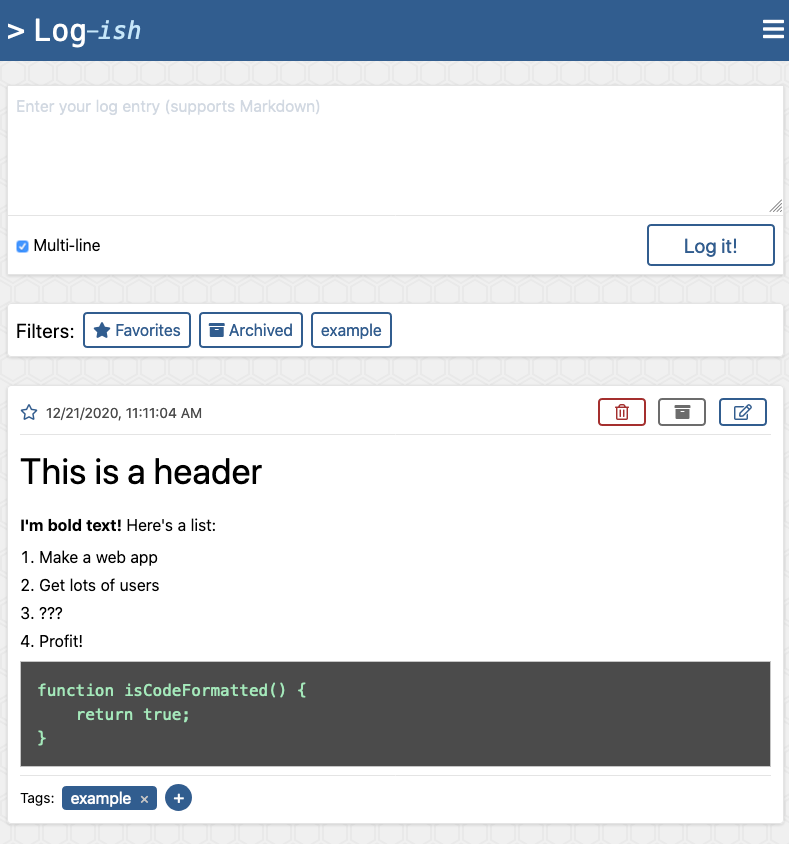 > Log-ish
Enter your log entry (supports Markdown)
Multi-line
Log it!
Filters: Favorites Archived example
12/21/2020, 11:11:04 AM
This is a header
I'm bold text! Here's a list:
1. Make a web app
2. Get lots of users
3. ???
4. Profit!
function isCodeFormatted() {
    return true;
}
Tags: example × +